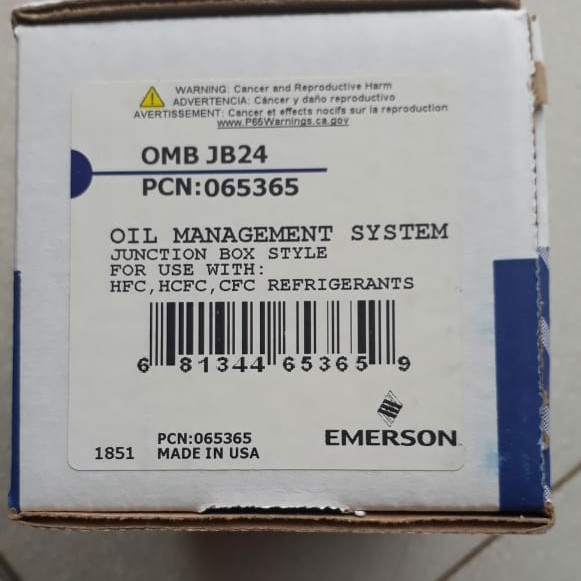 WARNING: Cancer and Reproductive Harm
ADVERTENCIA: Cáncer y daño reproductivo
AVERTISSEMENT: Cancer et effects nocifs sur la reproduction
www.P65Warnings.ca.gov
OMB JB24
PCN:065365
OIL MANAGEMENT SYSTEM
JUNCTION BOX STYLE
FOR USE WITH:
HFC,HCFC,CFC REFRIGERANTS
6 81344 65365 9
EMERSON
PCN:065365
1851 MADE IN USA